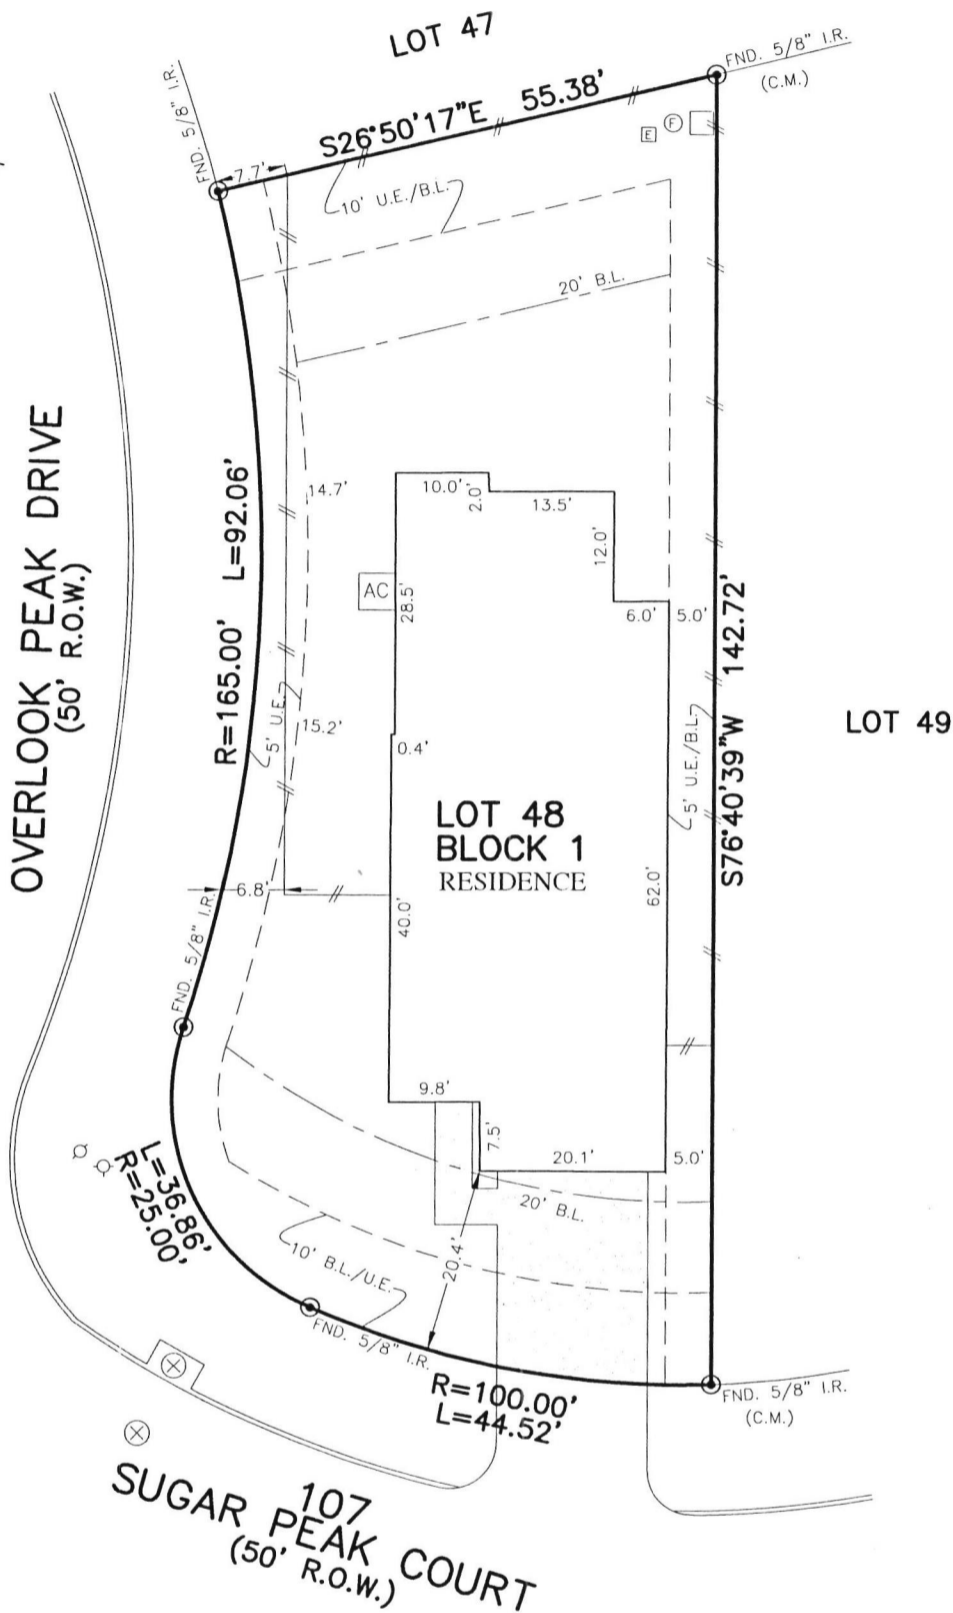 LOT 47
FND. 5/8" I.R.
(C.M.)
FND. 5/8" I.R.
S26°50'17"E 55.38'
E
F
7.7'
10' U.E./B.L.
20' B.L.
OVERLOOK PEAK DRIVE
(50' R.O.W.)
R=165.00' L=92.06'
14.7'
10.0'
2.0'
13.5'
12.0'
AC
28.5'
6.0'
5.0'
S76°40'39"W 142.72'
5' U.E.
15.2'
0.4'
5' U.E./B.L.
LOT 49
LOT 48
BLOCK 1
RESIDENCE
6.8'
40.0'
62.0'
FND. 5/8" I.R.
9.8'
7.5'
20.1'
5.0'
L=36.86'
R=25.00'
20' B.L.
10' B.L./U.E.
20.4'
FND. 5/8" I.R.
R=100.00'
L=44.52'
FND. 5/8" I.R.
(C.M.)
107
SUGAR PEAK COURT
(50' R.O.W.)